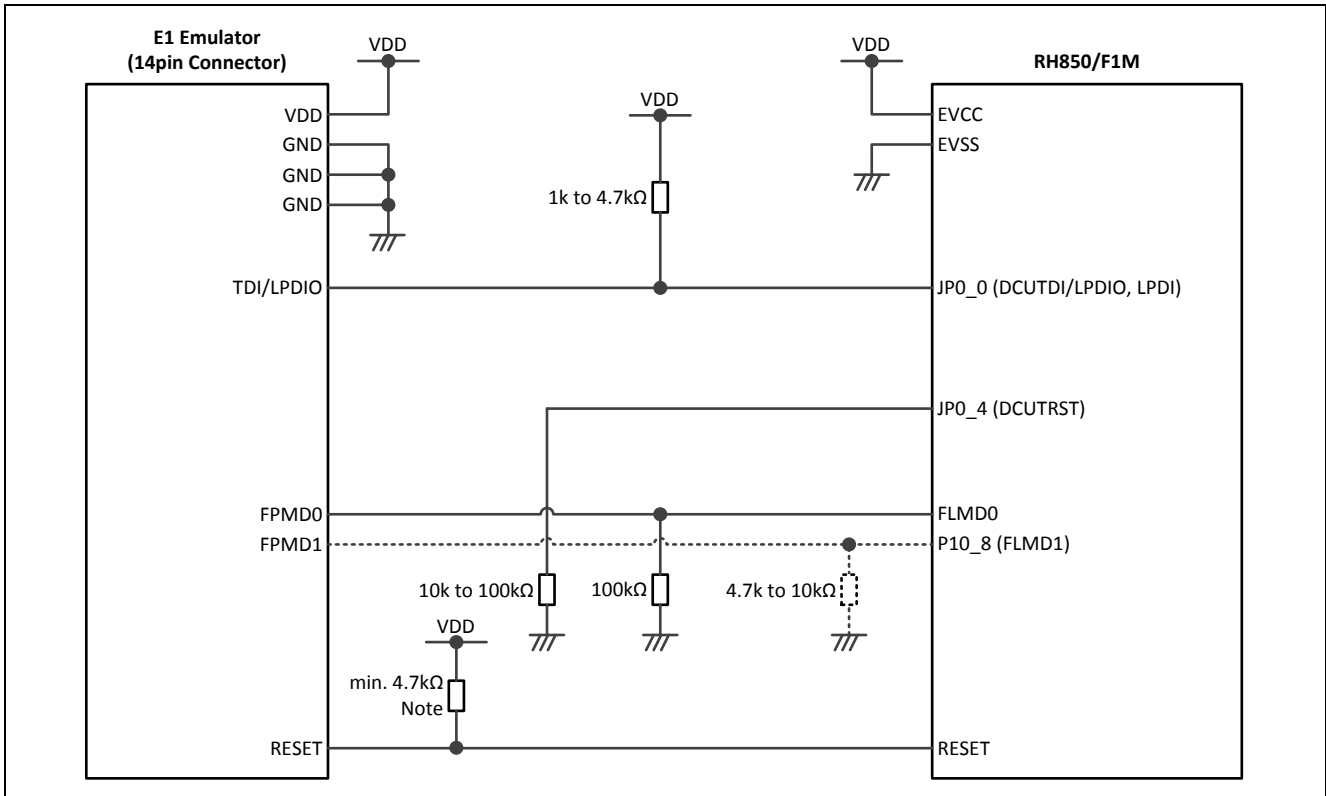 E1 Emulator
(14pin Connector)
VDD
VDD
RH850/F1M
VDD
VDD
EVCC
GND
EVSS
GND
GND
1k to 4.7kΩ
TDI/LPDIO
JP0_0 (DCUTDI/LPDIO, LPDI)
JP0_4 (DCUTRST)
FPMD0
FLMD0
FPMD1
P10_8 (FLMD1)
10k to 100kΩ
100kΩ
4.7k to 10kΩ
VDD
min. 4.7kΩ
Note
RESET
RESET